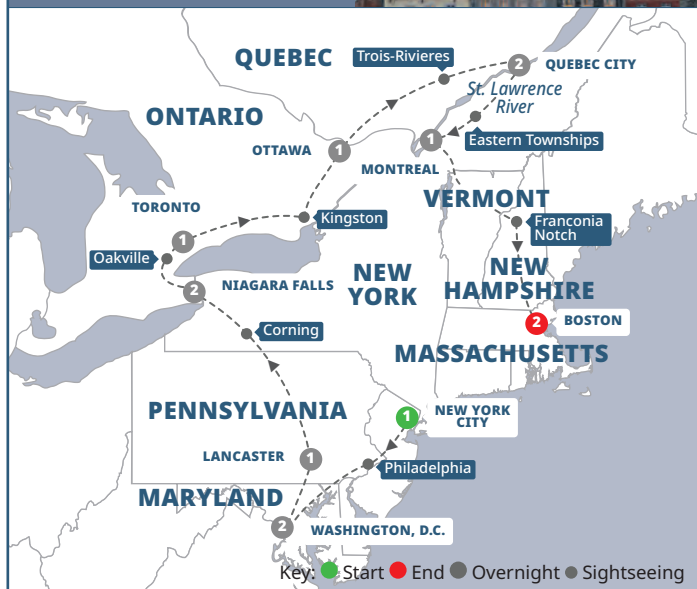 QUEBEC
Trois-Rivieres
2
QUEBEC CITY
St. Lawrence
River
ONTARIO
OTTAWA
1
1
Eastern Townships
MONTREAL
VERMONT
TORONTO
1
Kingston
Franconia
Notch
Oakville
2
NIAGARA FALLS
NEW
YORK
NEW
HAMPSHIRE
Corning
2
BOSTON
MASSACHUSETTS
PENNSYLVANIA
1
NEW YORK
CITY
LANCASTER
1
Philadelphia
MARYLAND
2
WASHINGTON, D.C.
Key: Start End Overnight Sightseeing